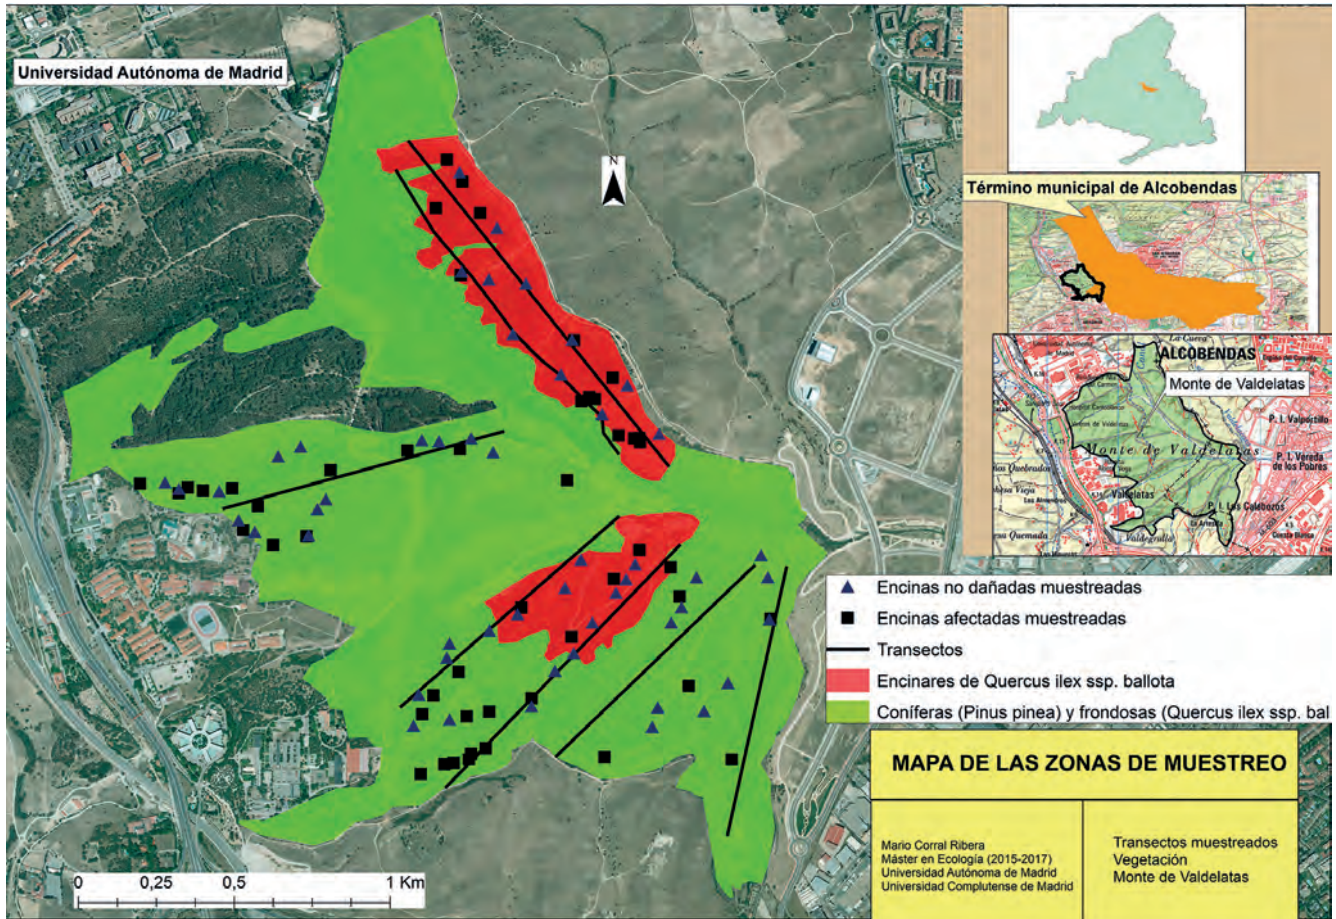 Universidad Autónoma de Madrid
N
Término municipal de Alcobendas
ALCOBENDAS
Monte de Valdelatas
La Cueva
P. I. Valportillo
Monte de Valdelatas
P. I. Vereda
de los Pobres
Valdelatas
Encinas no dañadas muestreadas
Encinas afectadas muestreadas
Transectos
Encinares de Quercus ilex ssp. ballota
Coníferas (Pinus pinea) y frondosas (Quercus ilex ssp. bal
MAPA DE LAS ZONAS DE MUESTREO
Mario Corral Ribera
Máster en Ecología (2015-2017)
Universidad Autónoma de Madrid
Universidad Complutense de Madrid
Transectos muestreados
Vegetación
Monte de Valdelatas
0 0,25 0,5 1 Km